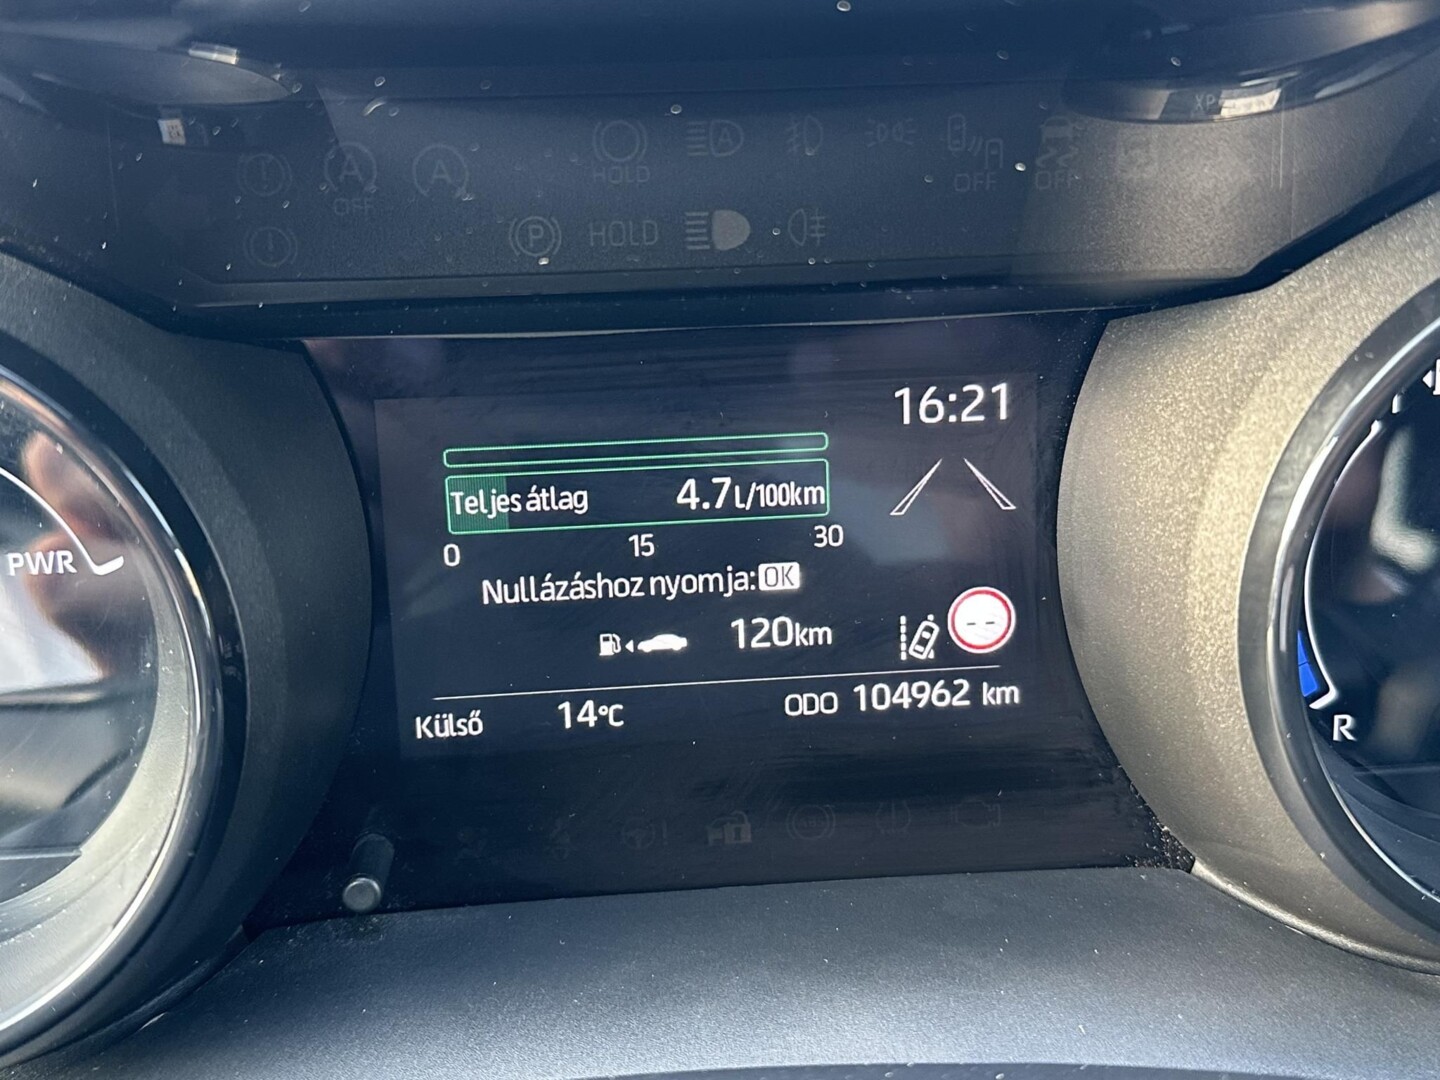 HOLD
OFF
OFF
OFF
HOLD
16:21
Teljes átlag 4.7L/100km
0 15 30
Nullázáshoz nyomja:OK
120km
--
Külső 14°C ODO 104962 km
PWR
R